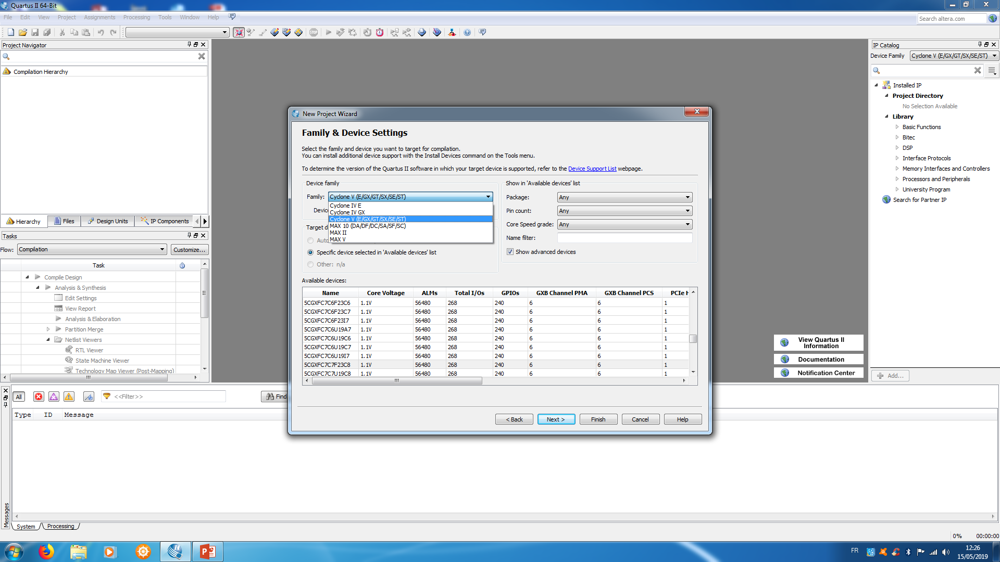 Quartus II 64-Bit
File Edit View Project Assignments Processing Tools Window Help
Search altera.com
Project Navigator
Compilation Hierarchy
Hierarchy Files Design Units IP Components
Tasks
Flow: Compilation Customize...
Task
Compile Design
Analysis & Synthesis
Edit Settings
View Report
Analysis & Elaboration
Partition Merge
Netlist Viewers
RTL Viewer
State Machine Viewer
Technology Map Viewer (Post-Mapping)
New Project Wizard
Family & Device Settings
Select the family and device you want to target for compilation.
You can install additional device support with the Install Devices command on the Tools menu.
To determine the version of the Quartus II software in which your target device is supported, refer to the Device Support List webpage.
Device family
Family: Cyclone V (E/GX/GT/SX/SE/ST)
Cyclone IV E
Cyclone IV GX
Cyclone V (E/GX/GT/SX/SE/ST)
MAX 10 (DA/DF/DC/SA/SF/SC)
MAX II
MAX V
Devic
Target d
Auto
Specific device selected in 'Available devices' list
Other: n/a
Show in 'Available devices' list
Package: Any
Pin count: Any
Core Speed grade: Any
Name filter:
Show advanced devices
Available devices:
Name Core Voltage ALMs Total I/Os GPIOs GXB Channel PMA GXB Channel PCS PCIe H
5CGXFC7C6F23C6 1.1V 56480 268 240 6 6 1
5CGXFC7C6F23C7 1.1V 56480 268 240 6 6 1
5CGXFC7C6F23I7 1.1V 56480 268 240 6 6 1
5CGXFC7C6U19A7 1.1V 56480 268 240 6 6 1
5CGXFC7C6U19C6 1.1V 56480 268 240 6 6 1
5CGXFC7C6U19C7 1.1V 56480 268 240 6 6 1
5CGXFC7C6U19I7 1.1V 56480 268 240 6 6 1
5CGXFC7C7F23C8 1.1V 56480 268 240 6 6 1
5CGXFC7C7U19C8 1.1V 56480 268 240 6 6 1
< Back Next > Finish Cancel Help
IP Catalog
Device Family Cyclone V (E/GX/GT/SX/SE/ST)
Installed IP
Project Directory
No Selection Available
Library
Basic Functions
Bitec
DSP
Interface Protocols
Memory Interfaces and Controllers
Processors and Peripherals
University Program
Search for Partner IP
Add...
View Quartus II
Information
Documentation
Notification Center
All <<Filter>> Find
Type ID Message
Messages
System Processing
0% 00:00:00
FR
12:26
15/05/2019